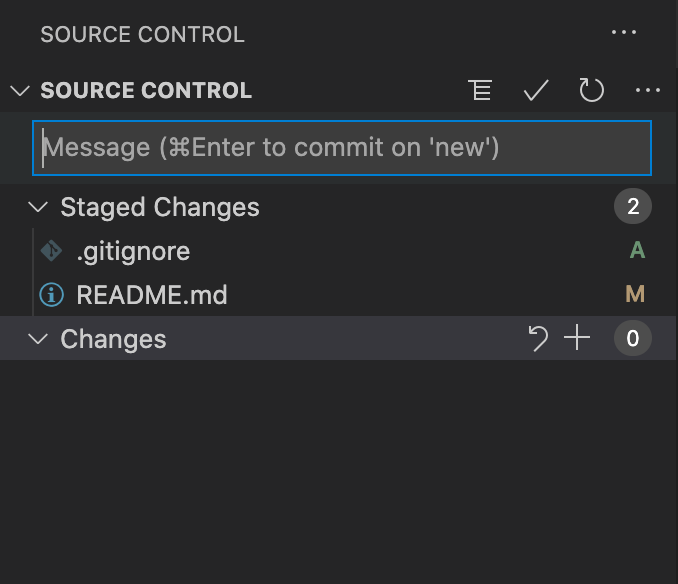 SOURCE CONTROL
SOURCE CONTROL
Message (⌘Enter to commit on 'new')
Staged Changes 2
.gitignore A
README.md M
Changes 0